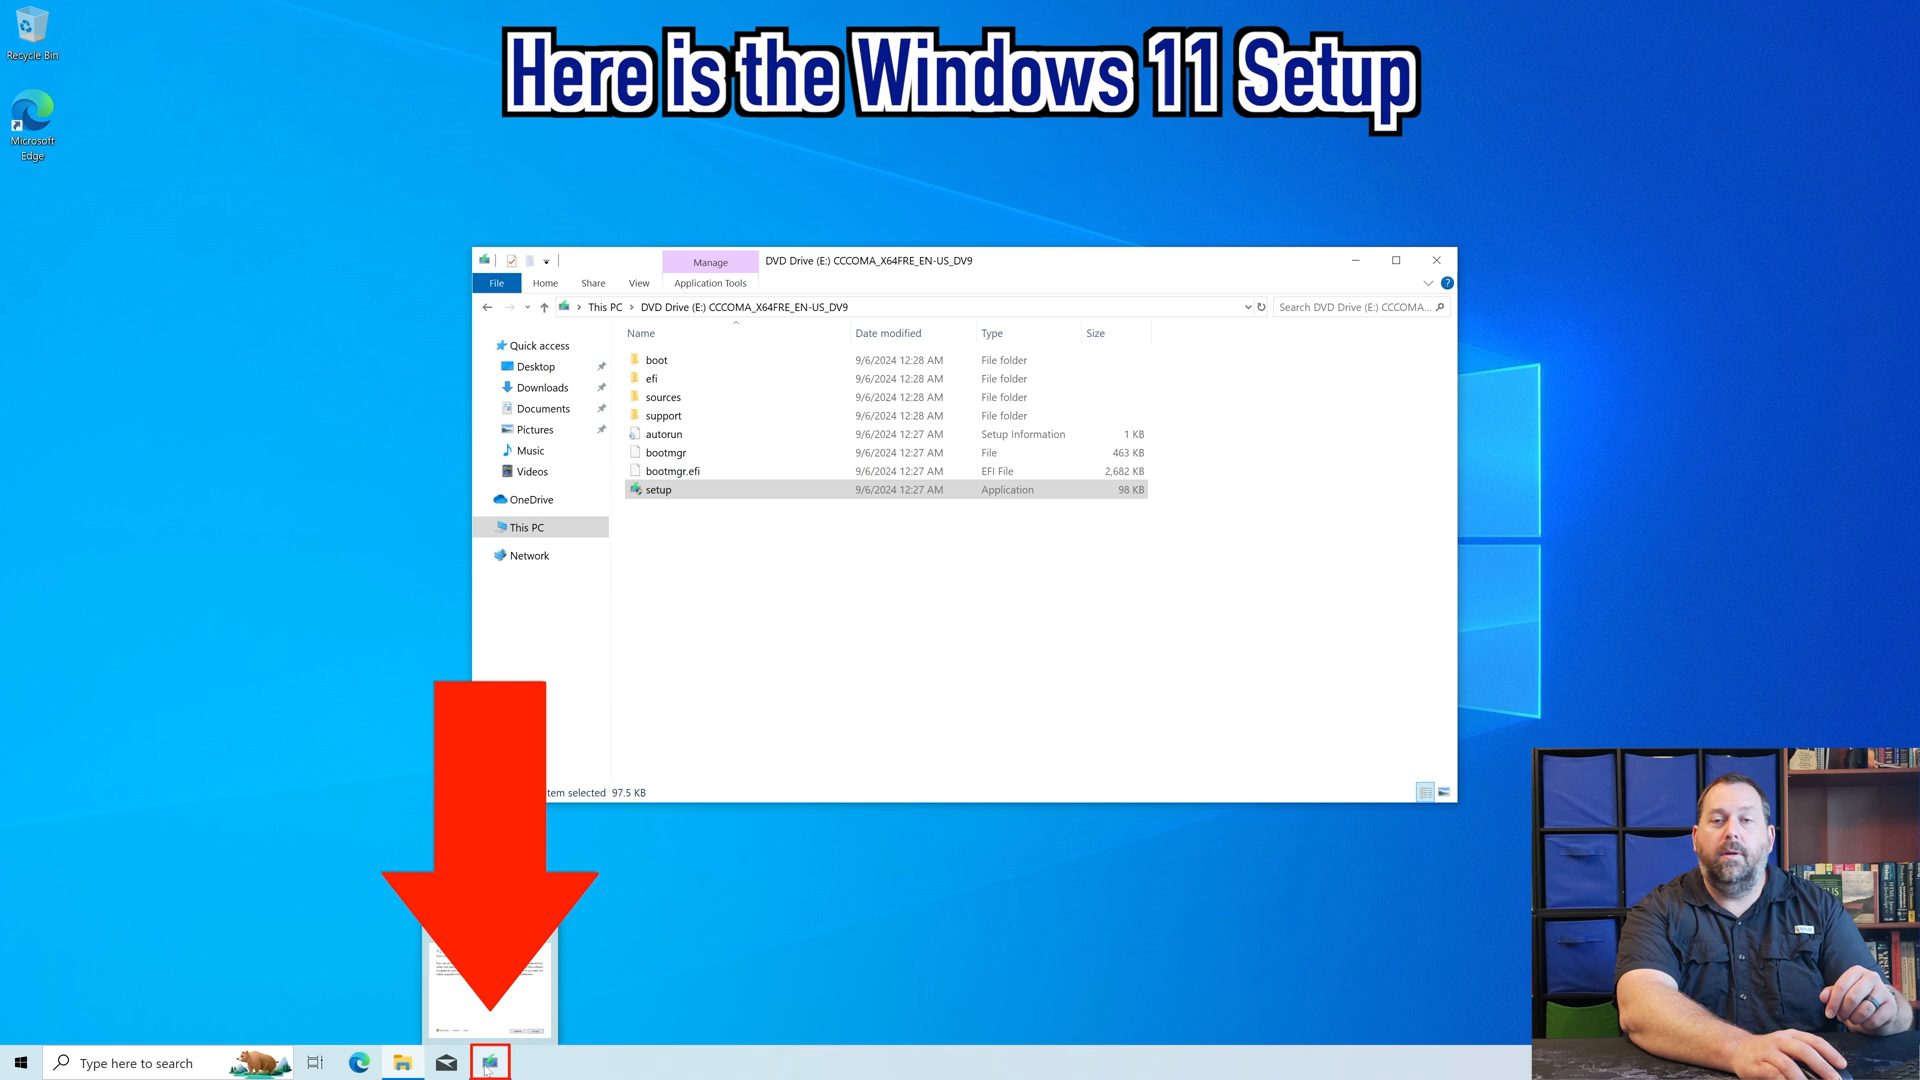 Here is the Windows 11 Setup
Recycle Bin
Microsoft
Edge
Manage
DVD Drive (E:) CCCOMA_X64FRE_EN-US_DV9
File
Home
Share
View
Application Tools
This PC
DVD Drive (E:) CCCOMA_X64FRE_EN-US_DV9
Search DVD Drive (E:) CCCOMA...
Name
Date modified
Type
Size
Quick access
Desktop
Downloads
Documents
Pictures
Music
Videos
OneDrive
This PC
Network
boot 9/6/2024 12:28 AM File folder
efi 9/6/2024 12:28 AM File folder
sources 9/6/2024 12:28 AM File folder
support 9/6/2024 12:28 AM File folder
autorun 9/6/2024 12:27 AM Setup Information 1 KB
bootmgr 9/6/2024 12:27 AM File 463 KB
bootmgr.efi 9/6/2024 12:27 AM EFI File 2,682 KB
setup 9/6/2024 12:27 AM Application 98 KB
tem selected 97.5 KB
Type here to search